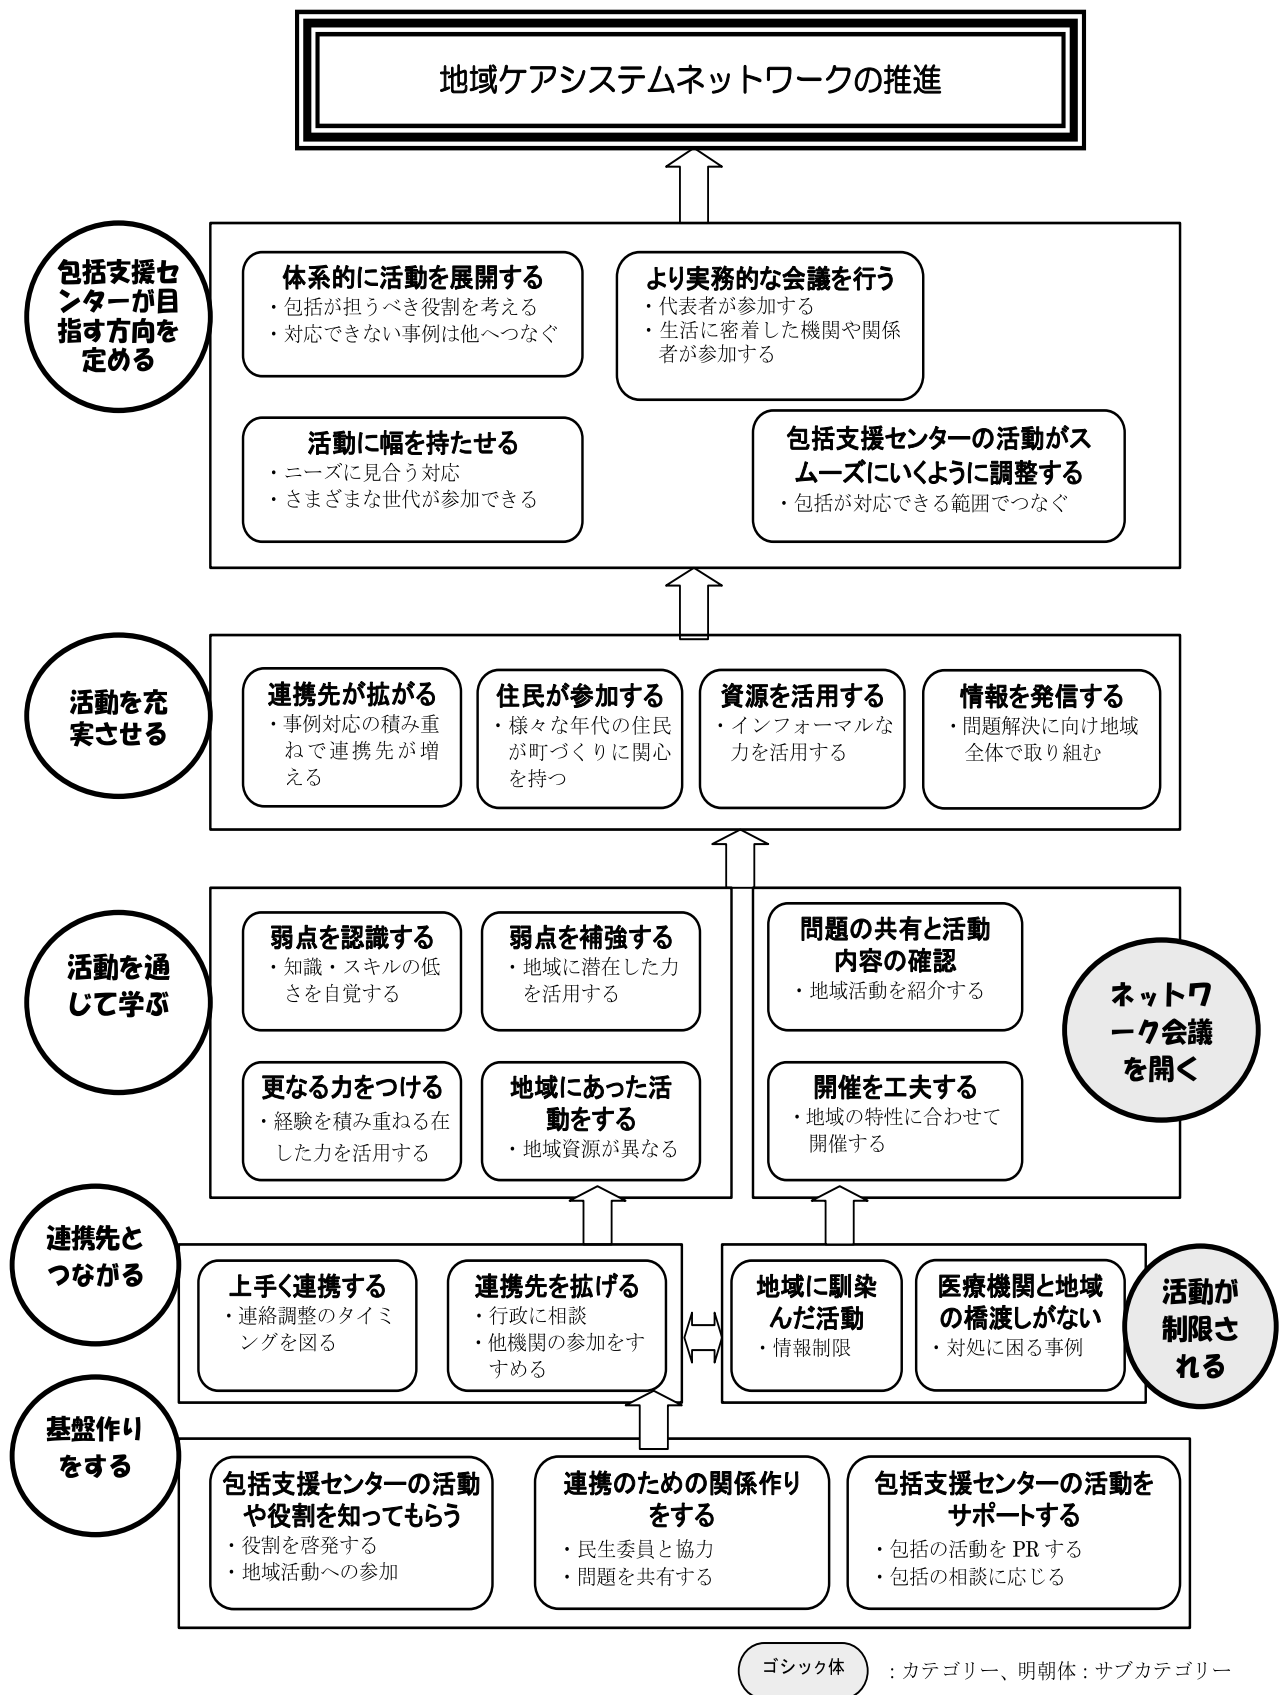 地域ケアシステムネットワークの推進
包括支援セ
ンターが目
指す方向を
定める
体系的に活動を展開する
・包括が担うべき役割を考える
・対応できない事例は他へつなぐ
より実務的な会議を行う
・代表者が参加する
・生活に密着した機関や関係
者が参加する
活動に幅を持たせる
・ニーズに見合う対応
・さまざまな世代が参加できる
包括支援センターの活動がス
ムーズにいくように調整する
・包括が対応できる範囲でつなぐ
活動を充
実させる
連携先が拡がる
・事例対応の積み重
ねで連携先が増
える
住民が参加する
・様々な年代の住民
が町づくりに関心
を持つ
資源を活用する
・インフォーマルな
力を活用する
情報を発信する
・問題解決に向け地域
全体で取り組む
活動を通
じて学ぶ
弱点を認識する
・知識・スキルの低
さを自覚する
弱点を補強する
・地域に潜在した力
を活用する
更なる力をつける
・経験を積み重ねる在
した力を活用する
地域にあった活
動をする
・地域資源が異なる
問題の共有と活動
内容の確認
・地域活動を紹介する
開催を工夫する
・地域の特性に合わせて
開催する
ネットワ
ーク会議
を開く
連携先と
つながる
上手く連携する
・連絡調整のタイミ
ングを図る
連携先を拡げる
・行政に相談
・他機関の参加をす
すめる
地域に馴染
んだ活動
・情報制限
医療機関と地域
の橋渡しがない
・対処に困る事例
活動が
制限さ
れる
基盤作り
をする
包括支援センターの活動
や役割を知ってもらう
・役割を啓発する
・地域活動への参加
連携のための関係作り
をする
・民生委員と協力
・問題を共有する
包括支援センターの活動を
サポートする
・包括の活動を PR する
・包括の相談に応じる
ゴシック体 ：カテゴリー、明朝体：サブカテゴリー